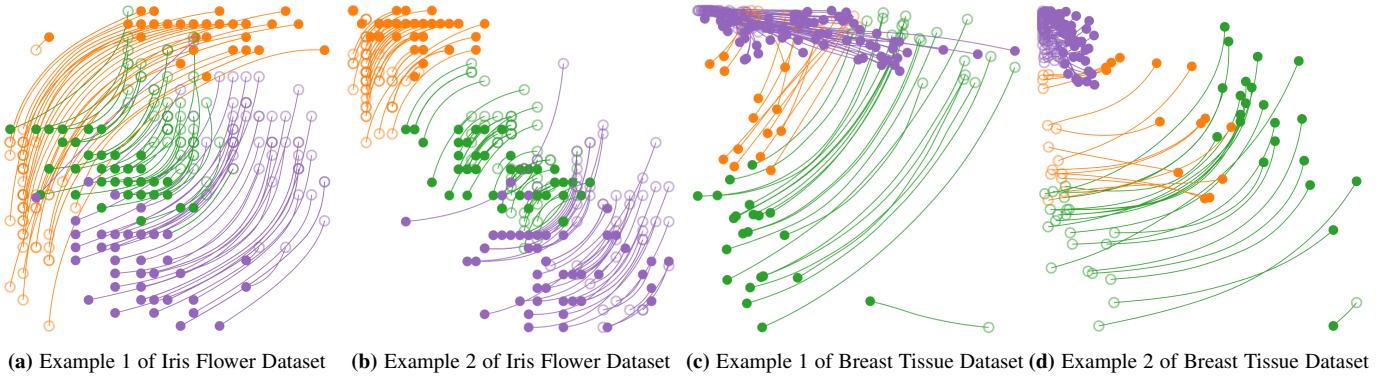 (a) Example 1 of Iris Flower Dataset (b) Example 2 of Iris Flower Dataset (c) Example 1 of Breast Tissue Dataset (d) Example 2 of Breast Tissue Dataset